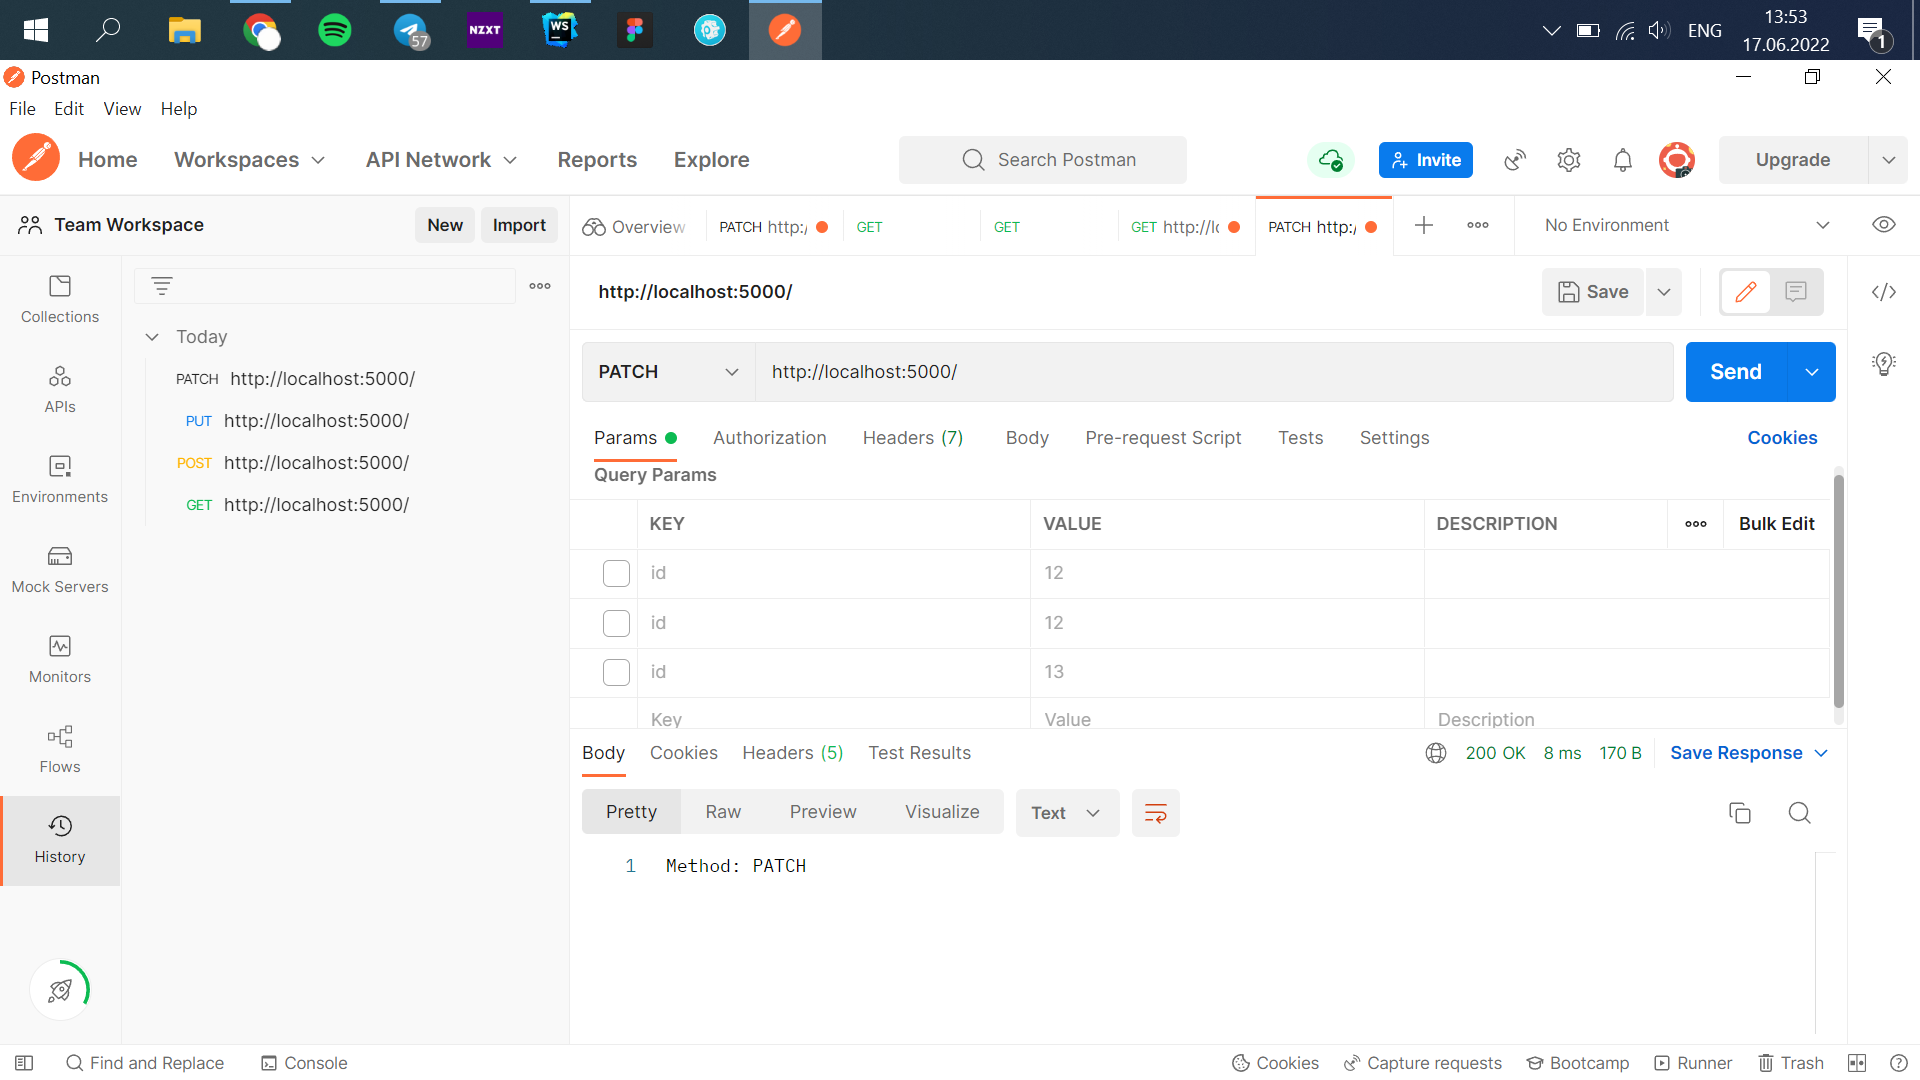 57
NZXT
WS
ENG
13:53
17.06.2022
1
Postman
File Edit View Help
Home Workspaces API Network Reports Explore
Search Postman
Invite
Upgrade
Team Workspace
New Import
Overview
PATCH http:/
GET
GET
GET http://lo
PATCH http:/
No Environment
Collections
APIs
Environments
Mock Servers
Monitors
Flows
History
Today
PATCH http://localhost:5000/
PUT http://localhost:5000/
POST http://localhost:5000/
GET http://localhost:5000/
http://localhost:5000/
Save
PATCH http://localhost:5000/
Send
Params Authorization Headers (7) Body Pre-request Script Tests Settings Cookies
Query Params
KEY VALUE DESCRIPTION Bulk Edit
id 12
id 12
id 13
Key Value Description
Body Cookies Headers (5) Test Results
200 OK 8 ms 170 B Save Response
Pretty Raw Preview Visualize Text
1 Method: PATCH
Find and Replace Console
Cookies Capture requests Bootcamp Runner Trash